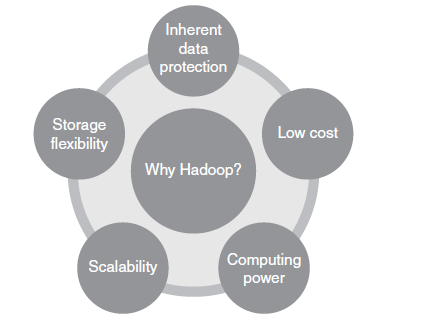 Inherent
data
protection
Storage
flexibility
Low cost
Why Hadoop?
Scalability
Computing
power